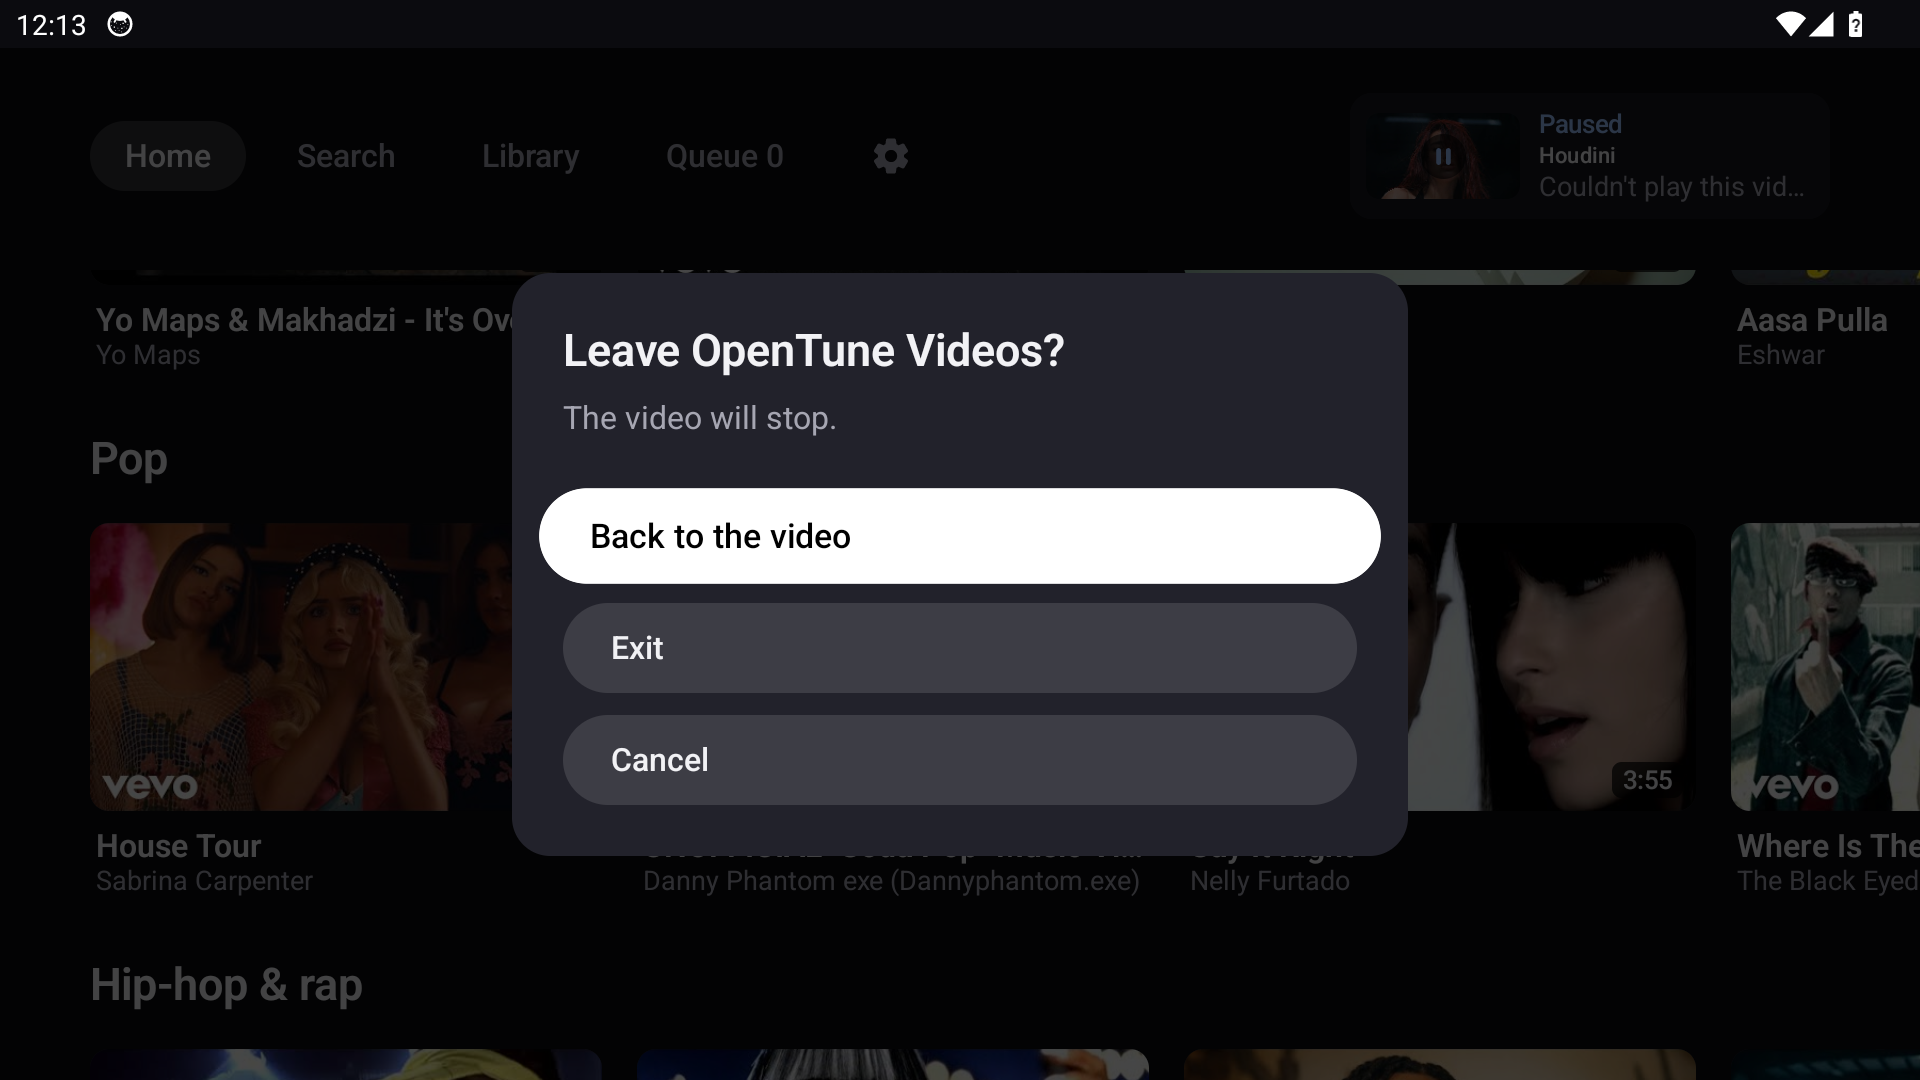 12:13
Home
Search
Library
Queue 0
Paused
Houdini
Couldn't play this vid...
Yo Maps & Makhadzi - It's Ov
Yo Maps
Aasa Pulla
Eshwar
Leave OpenTune Videos?
The video will stop.
Back to the video
Exit
Cancel
Pop
vevo
3:55
vevo
House Tour
Sabrina Carpenter
Danny Phantom exe (Dannyphantom.exe)
Say It Right
Nelly Furtado
Where Is The
The Black Eyed
Hip-hop & rap